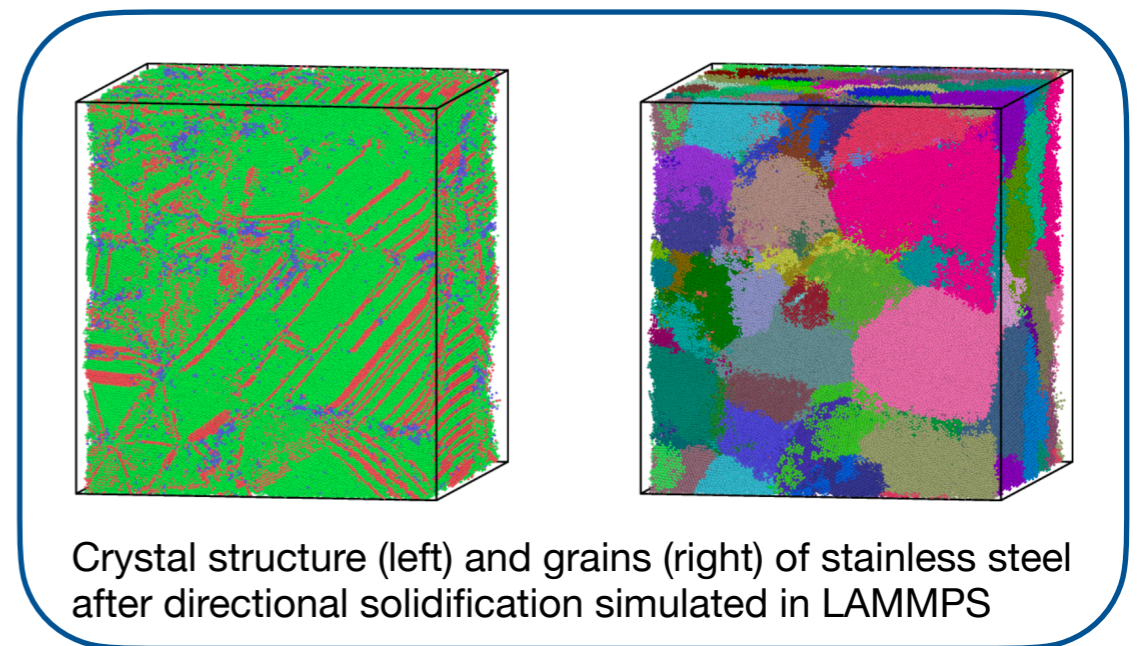 Crystal structure (left) and grains (right) of stainless steel
after directional solidification simulated in LAMMPS